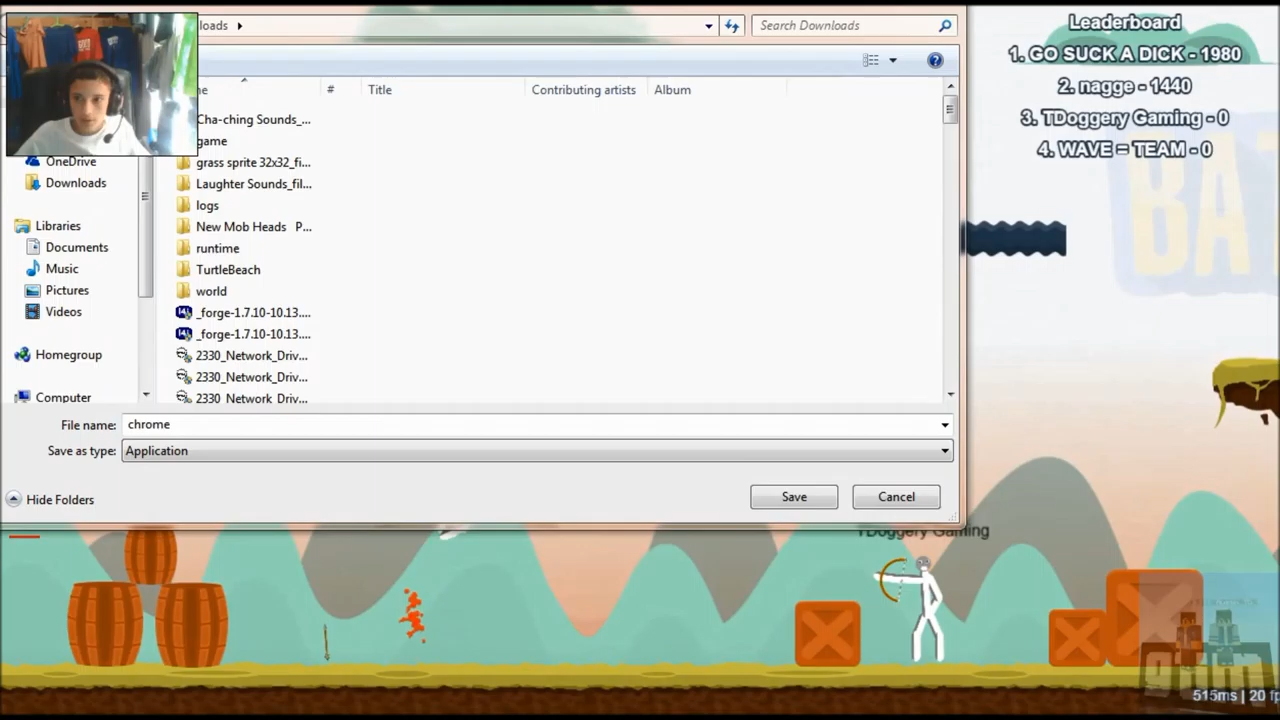 loads
Search Downloads
Leaderboard
1. GO SUCK A DICK - 1980
2. nagge - 1440
3. TDoggery Gaming - 0
4. WAVE = TEAM - 0
#
Title
Contributing artists
Album
Cha-ching Sounds_...
game
grass sprite 32x32_fi...
Laughter Sounds_fil...
logs
New Mob Heads P...
runtime
TurtleBeach
world
_forge-1.7.10-10.13....
_forge-1.7.10-10.13....
2330_Network_Driv...
2330_Network_Driv...
2330_Network_Driv...
OneDrive
Downloads
Libraries
Documents
Music
Pictures
Videos
Homegroup
Computer
File name: chrome
Save as type: Application
Hide Folders
Save
Cancel
TDoggery Gaming
BAT
515ms | 20 fp